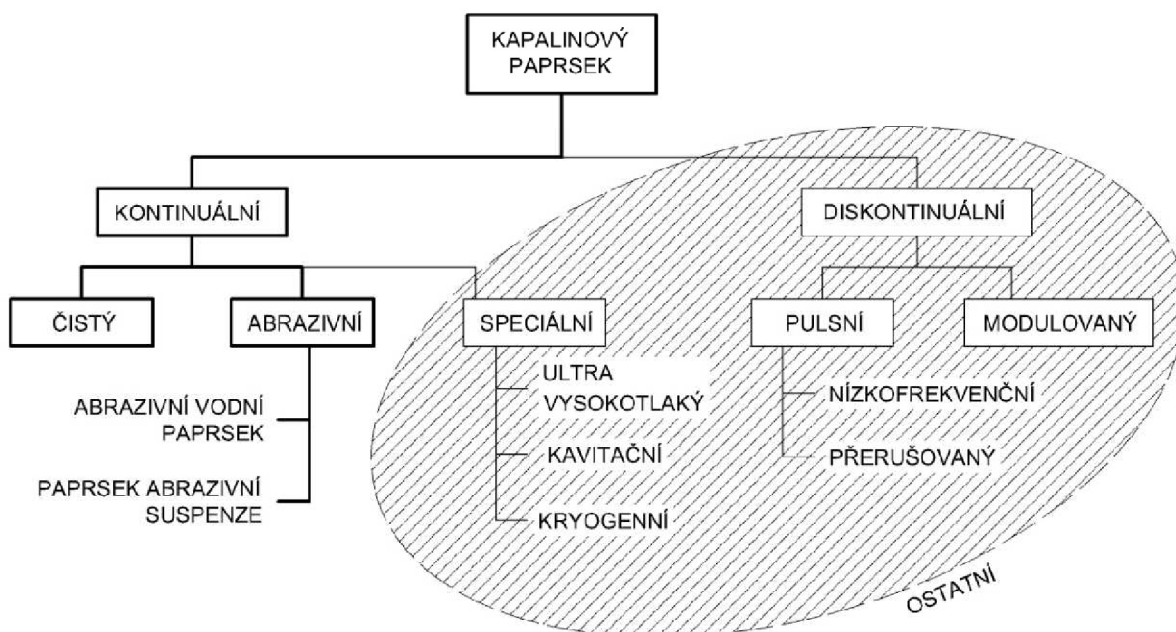 KAPALINOVÝ
PAPRSEK
KONTINUÁLNÍ
DISKONTINUÁLNÍ
ČISTÝ
ABRAZIVNÍ
SPECIÁLNÍ
PULSNÍ
MODULOVANÝ
ABRAZIVNÍ VODNÍ
PAPRSEK
PAPRSEK ABRAZIVNÍ
SUSPENZE
ULTRA
VYSOKOTLAKÝ
KAVITAČNÍ
KRYOGENNÍ
NÍZKOFREKVENČNÍ
PŘERUŠOVANÝ
OSTATNÍ